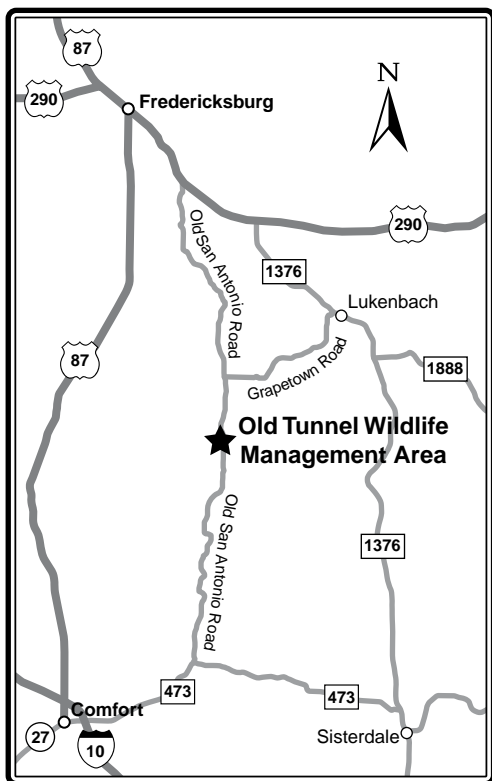 87
290
Fredericksburg
N
Old San Antonio Road
290
1376
Lukenbach
87
Grapetown Road
1888
Old Tunnel Wildlife
Management Area
Old San Antonio Road
1376
473
473
Comfort
27
10
Sisterdale